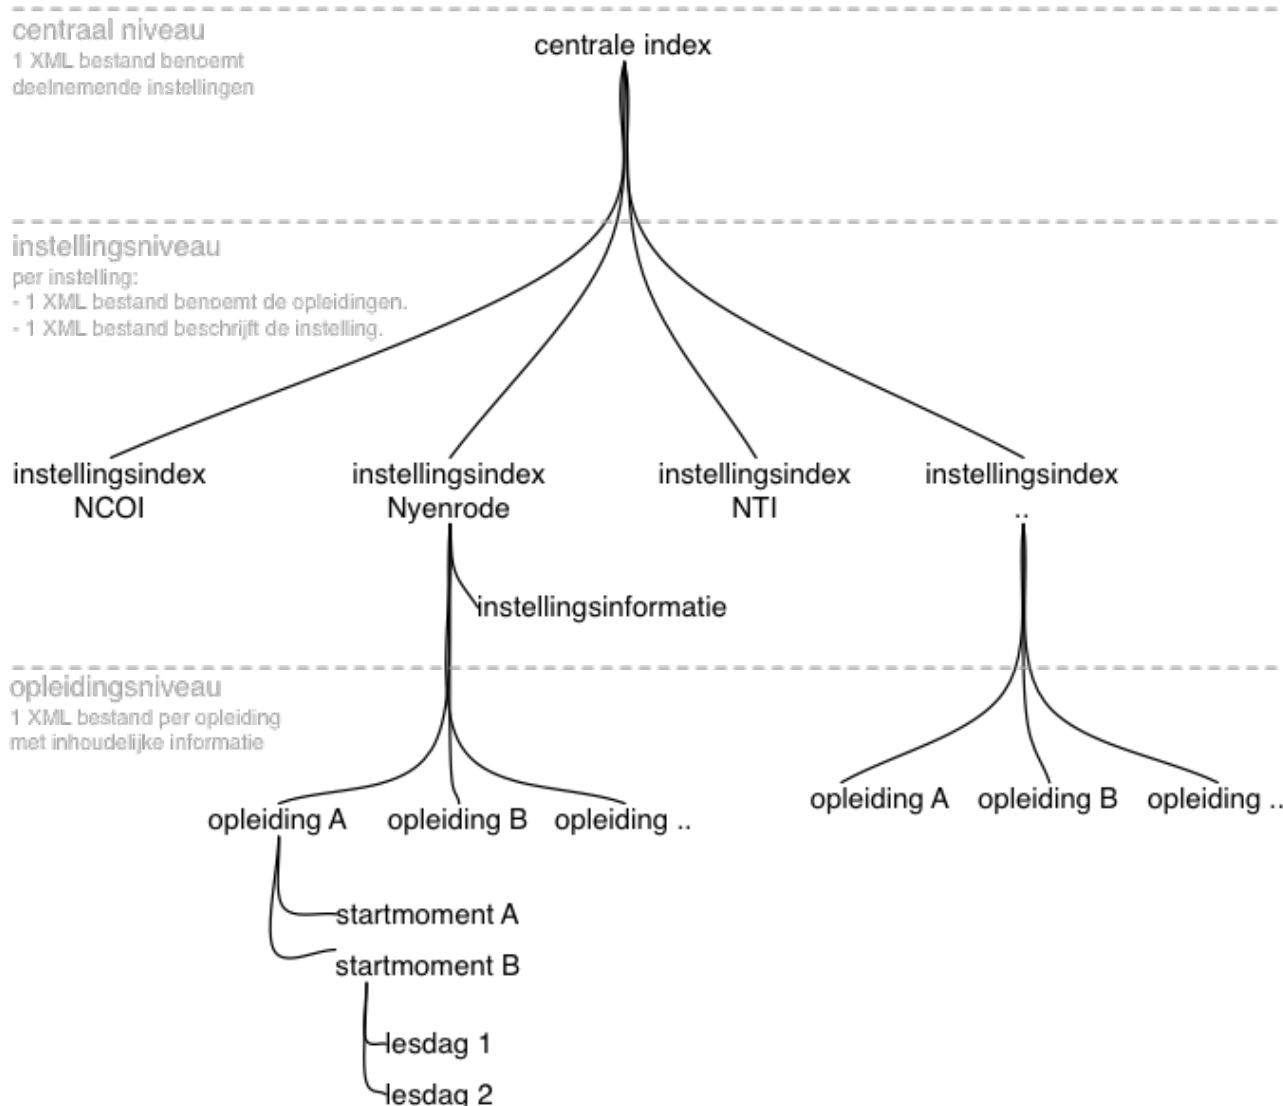 centraal niveau
1 XML bestand benoemt
deelnemende instellingen
centrale index
instellingsniveau
per instelling:
- 1 XML bestand benoemt de opleidingen.
- 1 XML bestand beschrijft de instelling.
instellingsindex
NCOI
instellingsindex
Nyenrode
instellingsindex
NTI
instellingsindex
..
instellingsinformatie
opleidingsniveau
1 XML bestand per opleiding
met inhoudelijke informatie
opleiding A
opleiding B
opleiding ..
opleiding A
opleiding B
opleiding ..
startmoment A
startmoment B
lesdag 1
lesdag 2